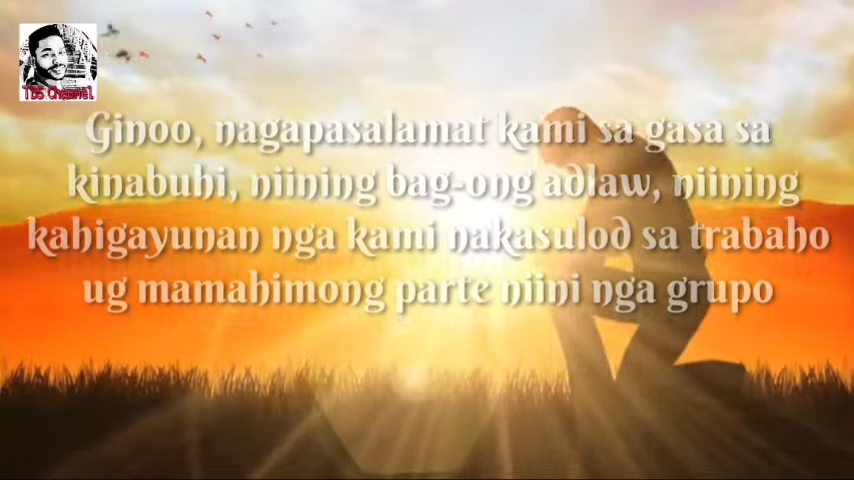 TBS Channel
Ginoo, nagapasalamat kami sa gasa sa
kinabuhi, niining bag-ong adlaw, niining
kahigayunan nga kami nakasulod sa trabaho
ug mamahimong parte niini nga grupo